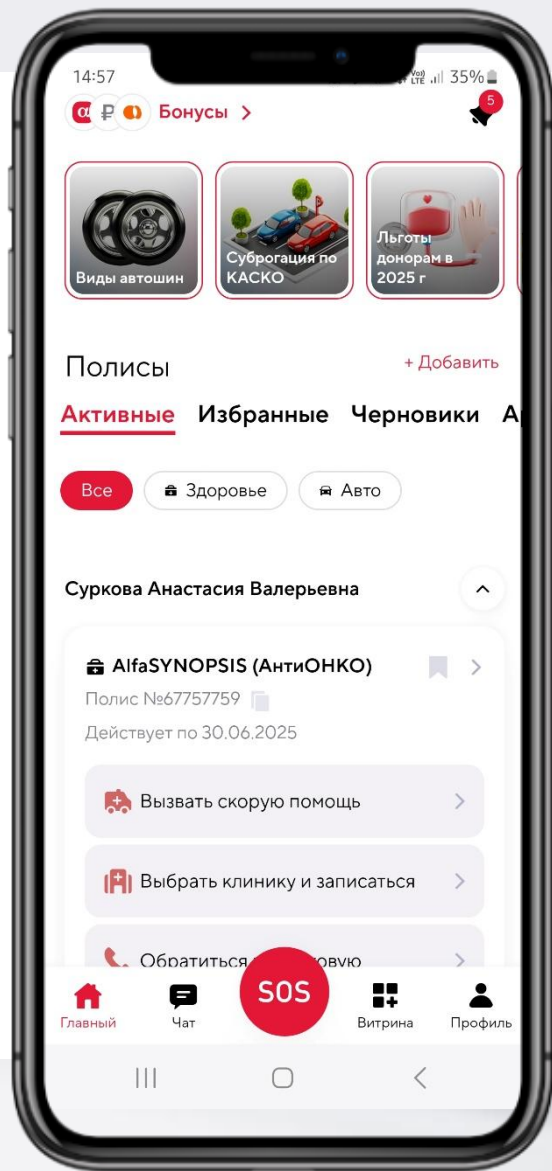 14:57
Vo) LTE 35%
α ₽ Бонусы >
5
Виды автошин
Суброгация по
КАСКО
Льготы
донорам в
2025 г
Полисы
+ Добавить
Активные Избранные Черновики
Все Здоровье Авто
Суркова Анастасия Валерьевна
AlfaSYNOPSIS (АнтиОНКО)
Полис №67757759
Действует по 30.06.2025
Вызвать скорую помощь
Выбрать клинику и записаться
Обратиться
SOS
Главный Чат Витрина Профиль